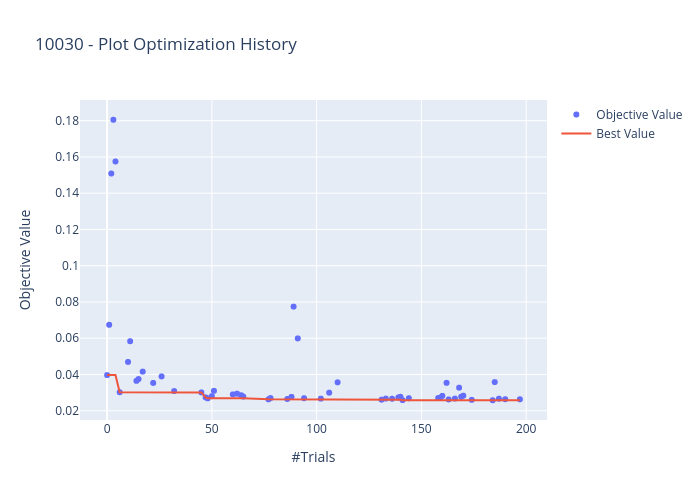 10030 - Plot Optimization History
Objective Value
Best Value
0.18
0.16
0.14
0.12
0.1
0.08
0.06
0.04
0.02
Objective Value
0
50
100
150
200
#Trials